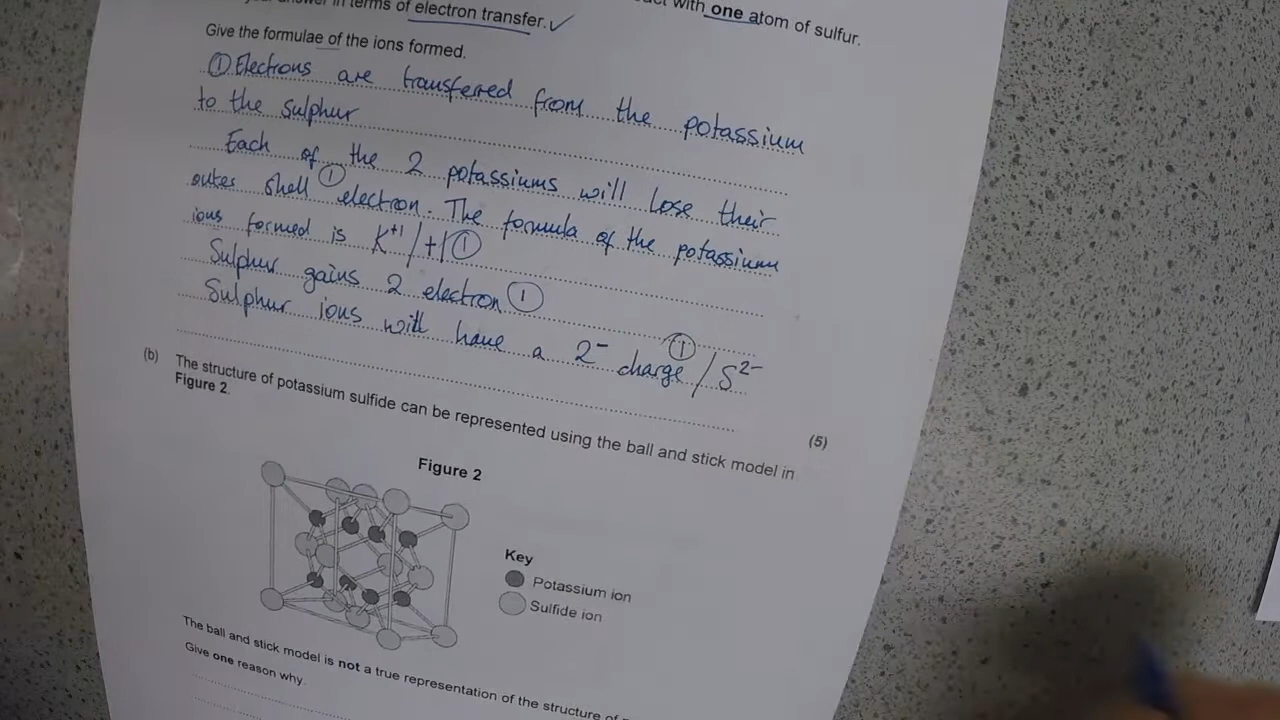 answer in terms of electron transfer. ✓
with one atom of sulfur.
Give the formulae of the ions formed.
① Electrons are transferred from the potassium
to the sulphur
Each of the 2 potassiums will lose their
outer shell ① electron. The formula of the potassium
ions formed is K+1 / +1 ①
Sulphur gains 2 electron ①
Sulphur ions with have a 2- charge ① / S2-
(5)
(b) The structure of potassium sulfide can be represented using the ball and stick model in
Figure 2.
Figure 2
Key
Potassium ion
Sulfide ion
The ball and stick model is not a true representation of the structure of
Give one reason why.